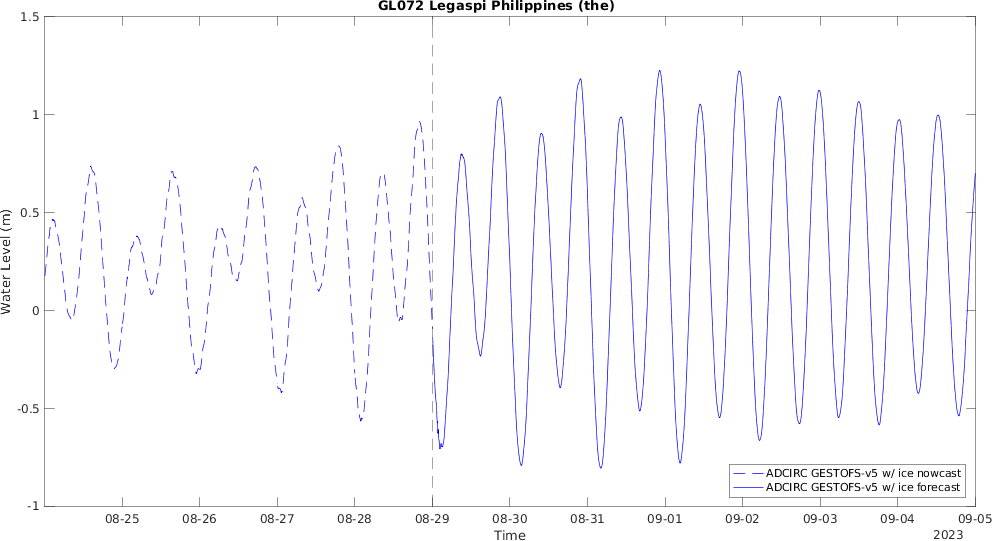 GL072 Legaspi Philippines (the)
1.5
1
0.5
0
-0.5
-1
Water Level (m)
08-25 08-26 08-27 08-28 08-29 08-30 08-31 09-01 09-02 09-03 09-04 09-05
Time
2023
ADCIRC GESTOFS-v5 w/ ice nowcast
ADCIRC GESTOFS-v5 w/ ice forecast